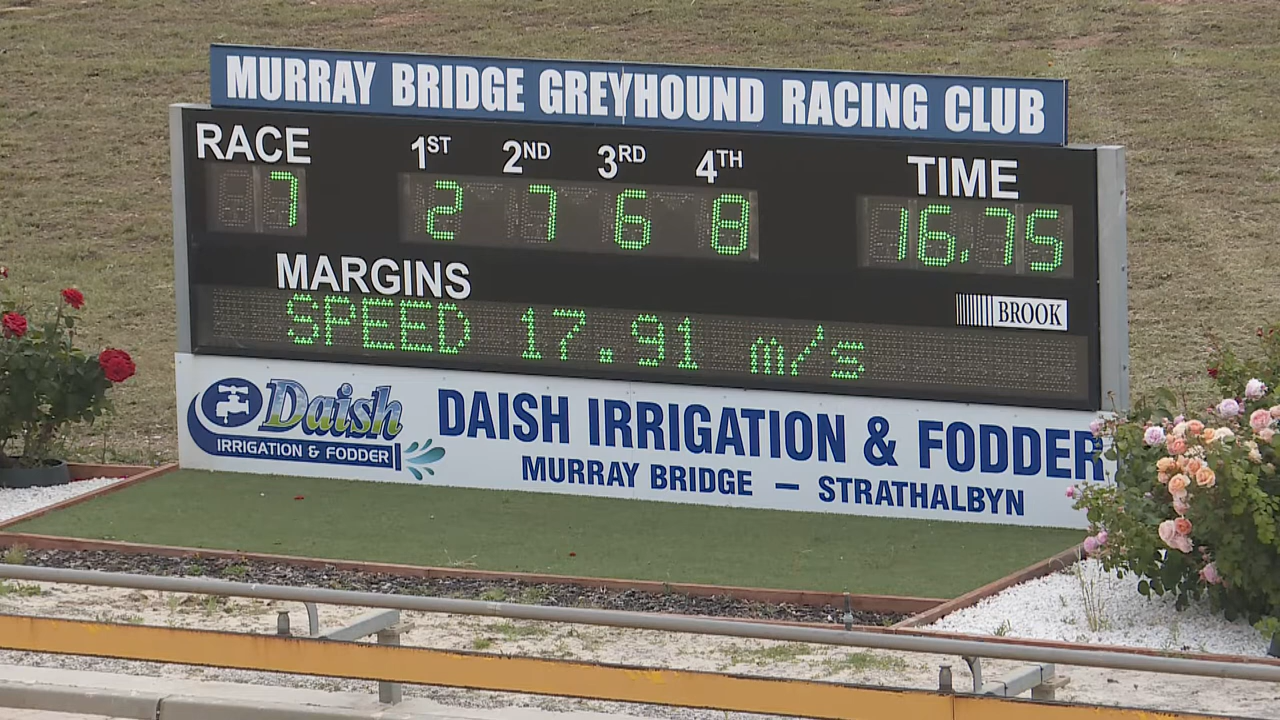 MURRAY BRIDGE GREYHOUND RACING CLUB
RACE 1ST 2ND 3RD 4TH TIME
7 2 7 6 8 16.75
MARGINS
BROOK
SPEED 17.91 m/s
Daish
IRRIGATION & FODDER
DAISH IRRIGATION & FODDER
MURRAY BRIDGE – STRATHALBYN